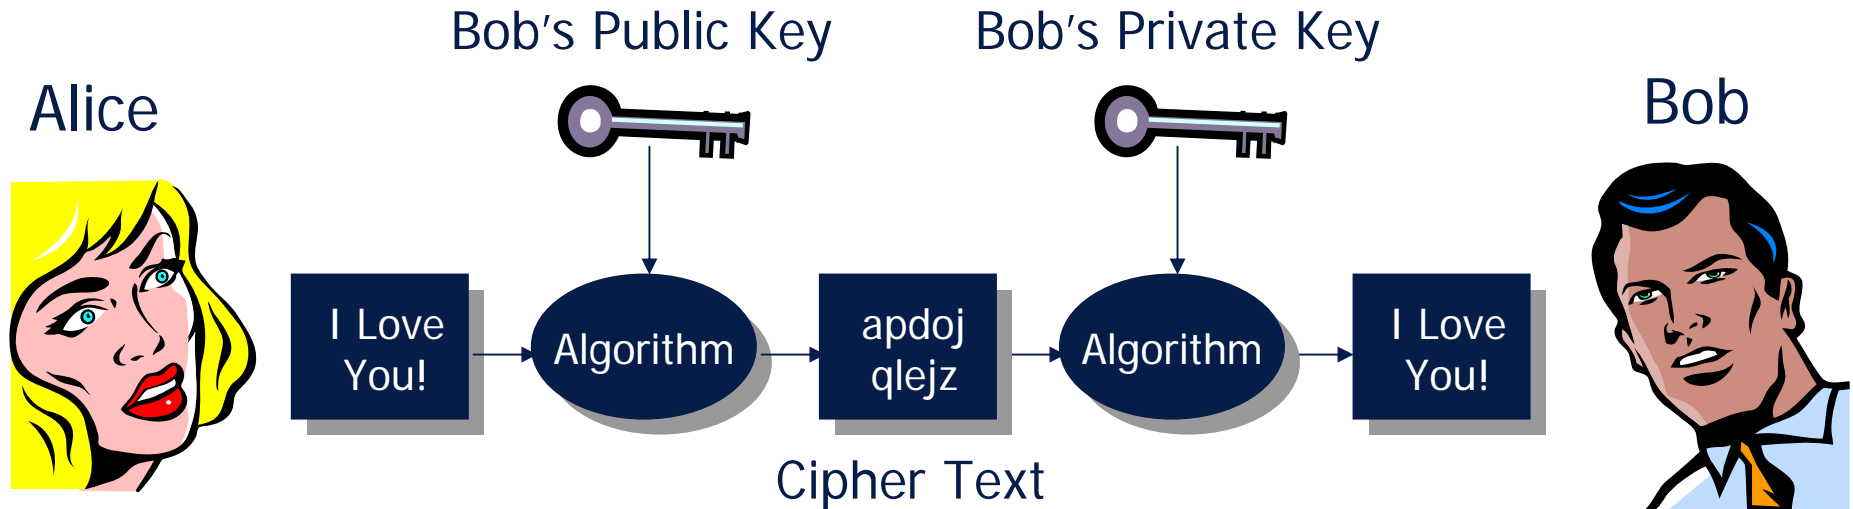 Bob's Public Key
Bob's Private Key
Alice
Bob
I Love
You!
Algorithm
apdoj
qlejz
Algorithm
I Love
You!
Cipher Text